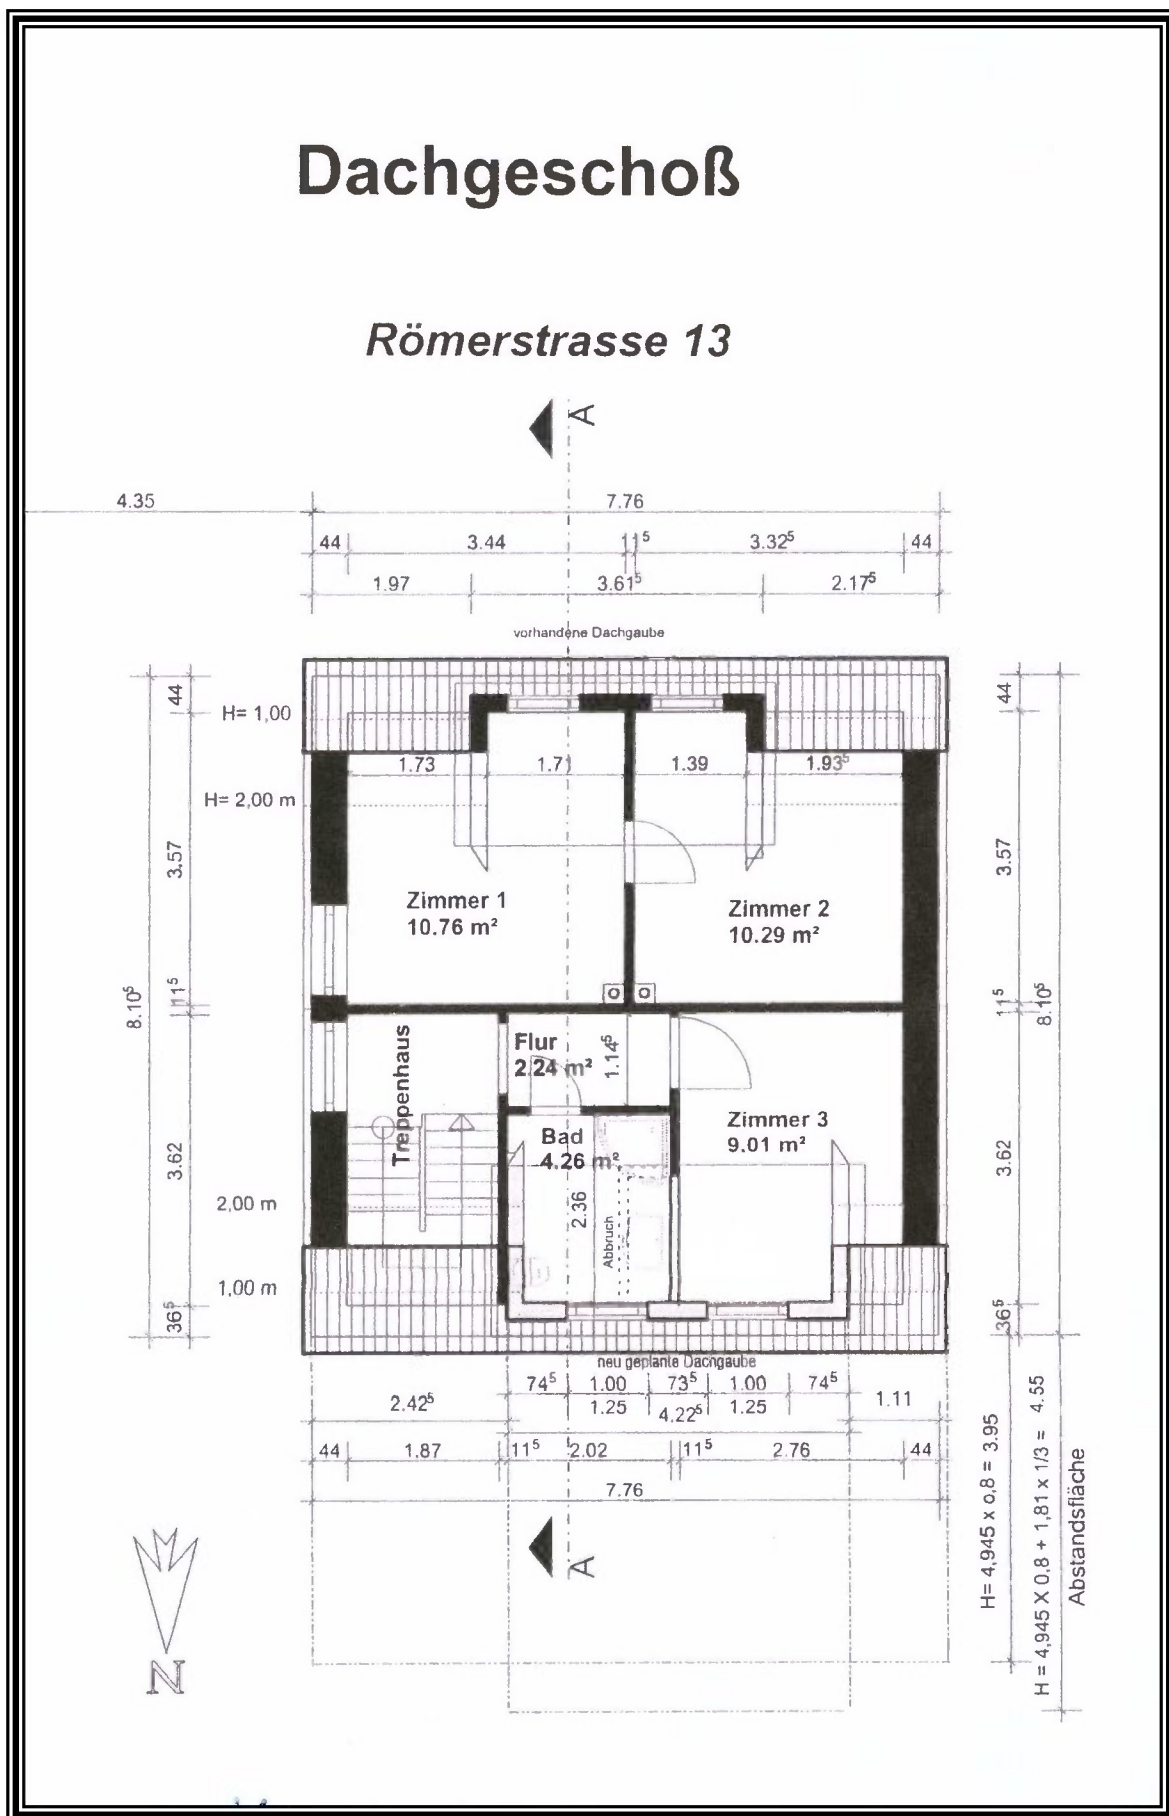 Dachgeschoß
Römerstrasse 13
A
4.35 7.76
44 3.44 11⁵ 3.32⁵ 44
1.97 3.61⁵ 2.17⁵
vorhandene Dachgaube
44 44
H= 1,00
1.73 1.71 1.39 1.93⁵
H= 2,00 m
3.57 3.57
Zimmer 1
10.76 m²
Zimmer 2
10.29 m²
8.10⁵ 11⁵ 11⁵ 8.10⁵
Treppenhaus
Flur
2.24 m²
1.14⁵
Zimmer 3
9.01 m²
Bad
4.26 m²
3.62 3.62
2.36
Abbruch
2,00 m
1,00 m
36⁵ 36⁵
neu geplante Dachgaube
74⁵ 1.00 73⁵ 1.00 74⁵
2.42⁵ 1.25 4.22⁵ 1.25 1.11
44 1.87 11⁵ 2.02 11⁵ 2.76 44
7.76
A
N
H= 4,945 x 0,8 = 3.95
H = 4,945 X 0,8 + 1,81 x 1/3 = 4.55
Abstandsfläche